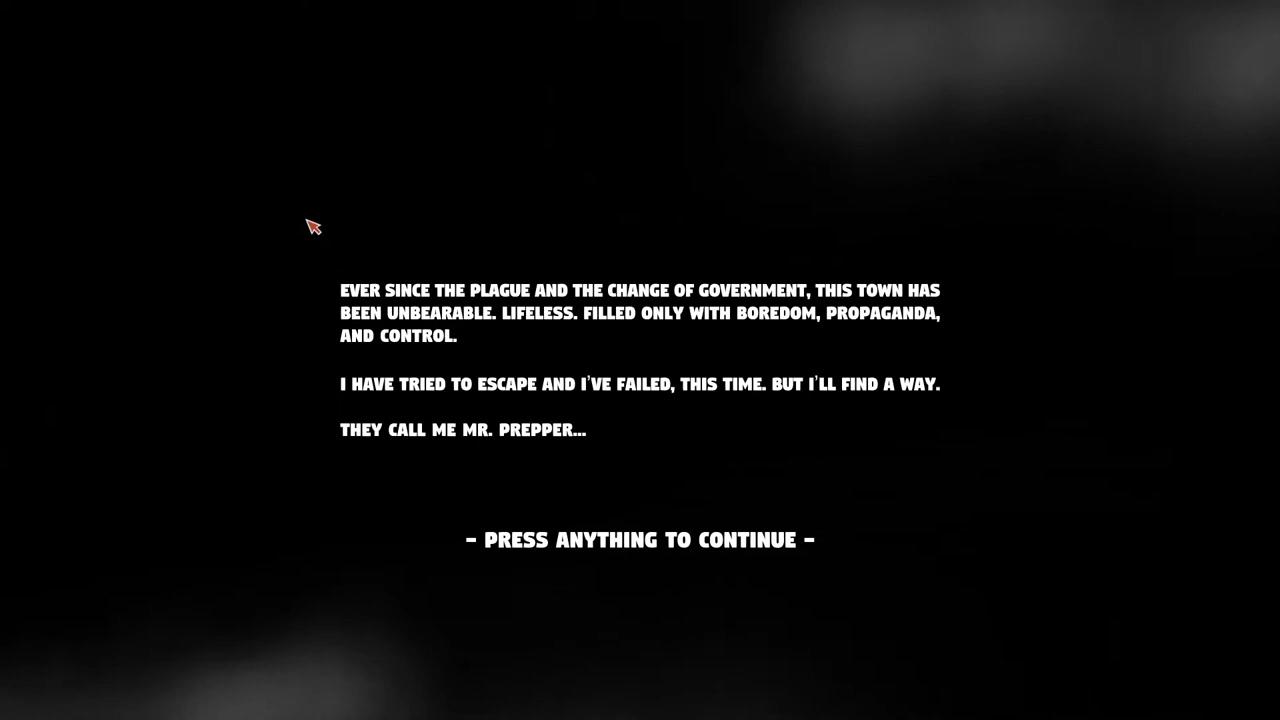 EVER SINCE THE PLAGUE AND THE CHANGE OF GOVERNMENT, THIS TOWN HAS
BEEN UNBEARABLE. LIFELESS. FILLED ONLY WITH BOREDOM, PROPAGANDA,
AND CONTROL.
I HAVE TRIED TO ESCAPE AND I'VE FAILED, THIS TIME. BUT I'LL FIND A WAY.
THEY CALL ME MR. PREPPER...
- PRESS ANYTHING TO CONTINUE -